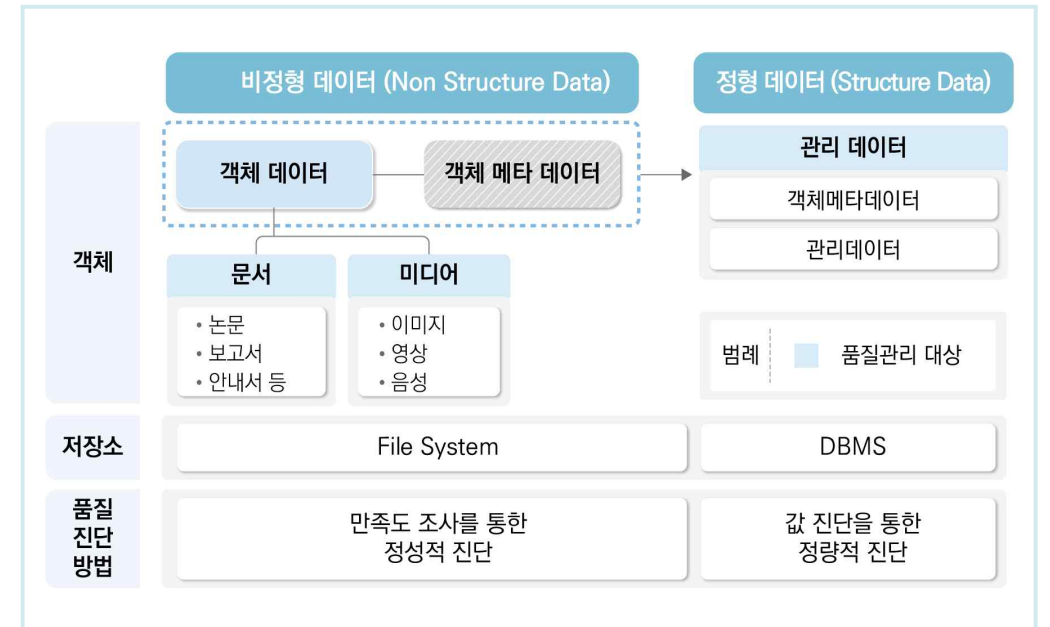 비정형 데이터 (Non Structure Data)
정형 데이터 (Structure Data)
객체
객체 데이터
객체 메타 데이터
관리 데이터
객체메타데이터
관리데이터
문서
• 논문
• 보고서
• 안내서 등
미디어
• 이미지
• 영상
• 음성
범례
품질관리 대상
저장소
File System
DBMS
품질
진단
방법
만족도 조사를 통한
정성적 진단
값 진단을 통한
정량적 진단